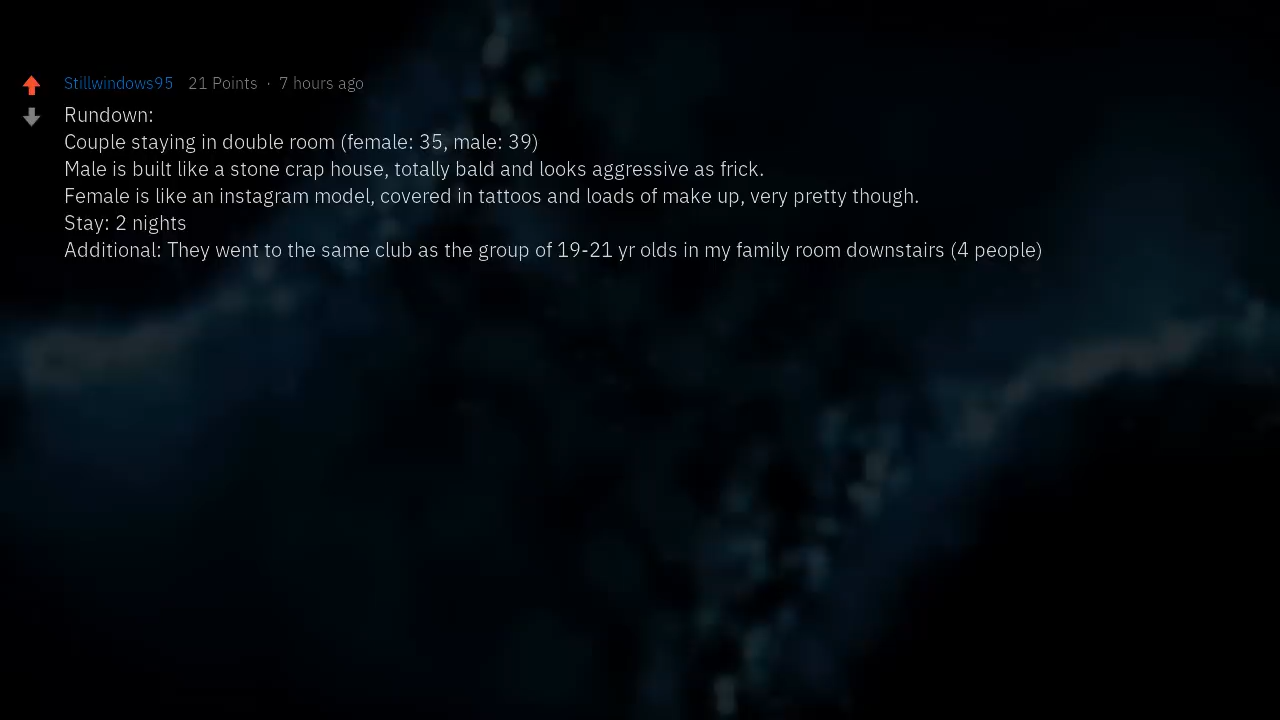 Stillwindows95 21 Points · 7 hours ago
Rundown:
Couple staying in double room (female: 35, male: 39)
Male is built like a stone crap house, totally bald and looks aggressive as frick.
Female is like an instagram model, covered in tattoos and loads of make up, very pretty though.
Stay: 2 nights
Additional: They went to the same club as the group of 19-21 yr olds in my family room downstairs (4 people)